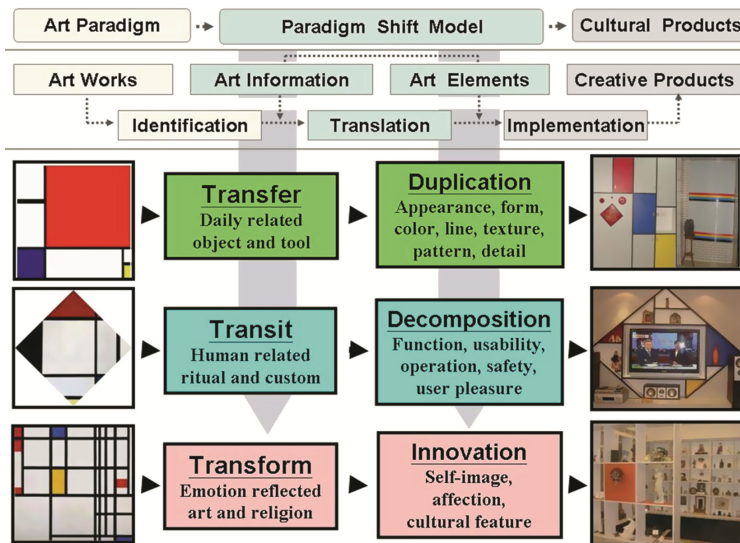 Art Paradigm
Paradigm Shift Model
Cultural Products
Art Works
Art Information
Art Elements
Creative Products
Identification
Translation
Implementation
Transfer
Daily related
object and tool
Duplication
Appearance, form,
color, line, texture,
pattern, detail
Transit
Human related
ritual and custom
Decomposition
Function, usability,
operation, safety,
user pleasure
Transform
Emotion reflected
art and religion
Innovation
Self-image,
affection,
cultural feature